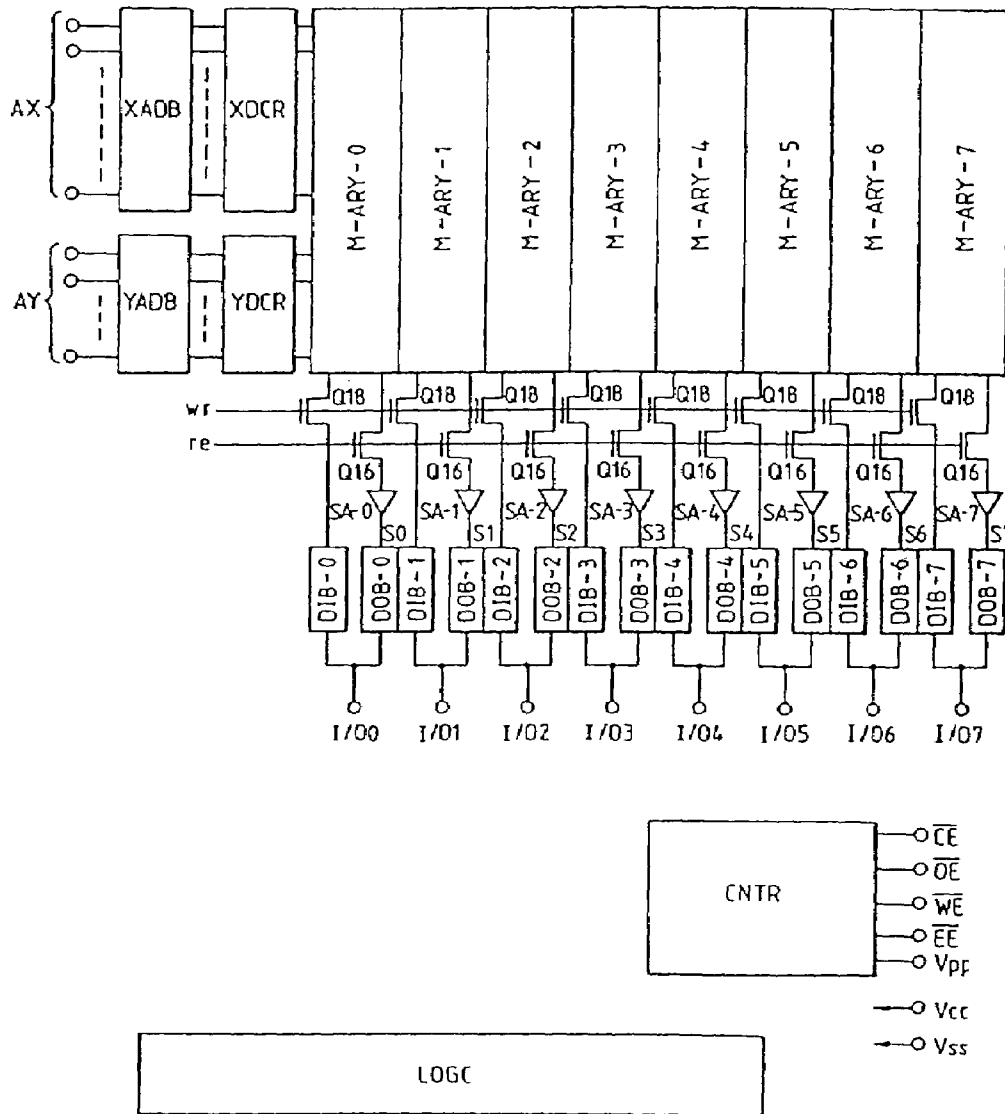 AX
XADB
XDCR
M-ARY-0
M-ARY-1
M-ARY-2
M-ARY-3
M-ARY-4
M-ARY-5
M-ARY-6
M-ARY-7
AY
YADB
YDCR
wr
Q18 Q18 Q18 Q18 Q18 Q18 Q18 Q18
re
Q16 Q16 Q16 Q16 Q16 Q16 Q16 Q16
SA-0 SA-1 SA-2 SA-3 SA-4 SA-5 SA-6 SA-7
S0 S1 S2 S3 S4 S5 S6
DIB-0 DOB-0 DIB-1 DOB-1 DIB-2 DOB-2 DIB-3 DOB-3 DIB-4 DOB-4 DIB-5 DOB-5 DIB-6 DOB-6 DIB-7 DOB-7
I/O0 I/O1 I/O2 I/O3 I/O4 I/O5 I/O6 I/O7
CNTR
C̅E̅
O̅E̅
W̅E̅
E̅E̅
Vpp
Vcc
Vss
LOGC